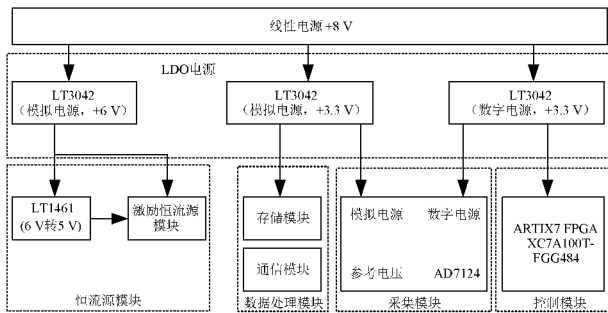 线性电源+8 V
LDO电源
LT3042
（模拟电源，+6 V）
LT3042
（模拟电源，+3.3 V）
LT3042
（数字电源，+3.3 V）
LT1461
(6 V转5 V)
激励恒流源
模块
恒流源模块
存储模块
通信模块
数据处理模块
模拟电源
数字电源
参考电压
AD7124
采集模块
ARTIX7 FPGA
XC7A100T-
FGG484
控制模块